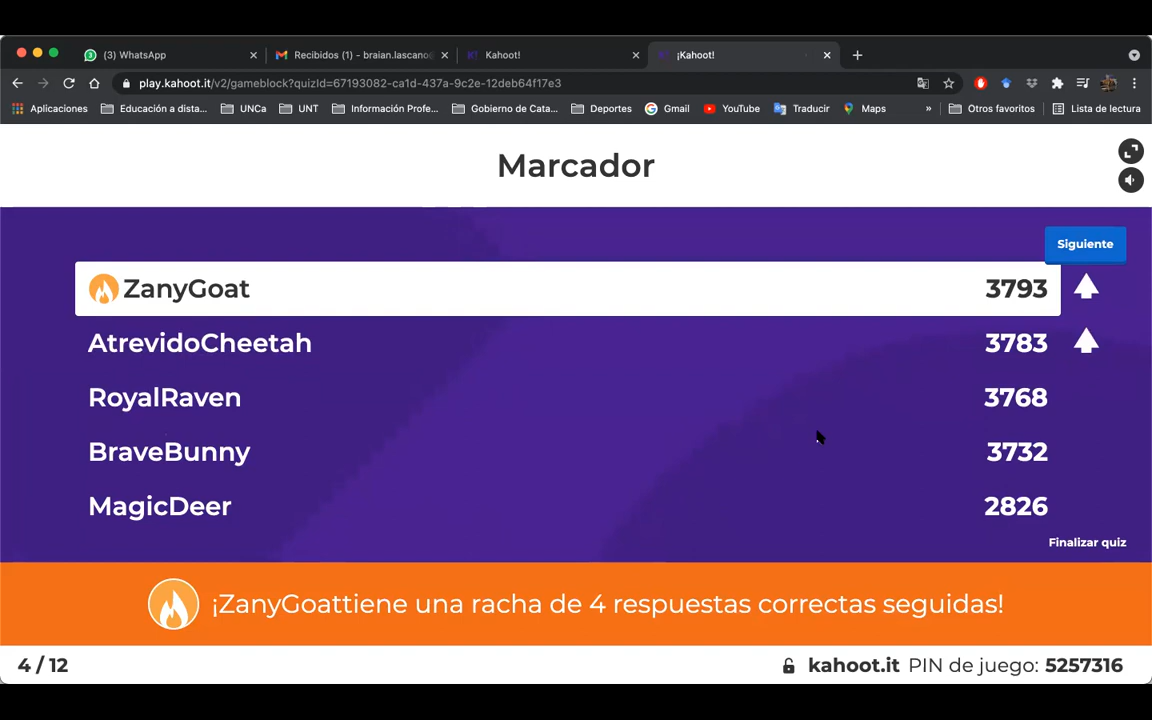 (3) WhatsApp
Recibidos (1) - braian.lascano
Kahoot!
¡Kahoot!
play.kahoot.it/v2/gameblock?quizId=67193082-ca1d-437a-9c2e-12deb64f17e3
Aplicaciones
Educación a dista...
UNCa
UNT
Información Profe...
Gobierno de Cata...
Deportes
Gmail
YouTube
Traducir
Maps
»
Otros favoritos
Lista de lectura
Marcador
Siguiente
ZanyGoat 3793
AtrevidoCheetah 3783
RoyalRaven 3768
BraveBunny 3732
MagicDeer 2826
Finalizar quiz
¡ZanyGoattiene una racha de 4 respuestas correctas seguidas!
4 / 12
kahoot.it PIN de juego: 5257316